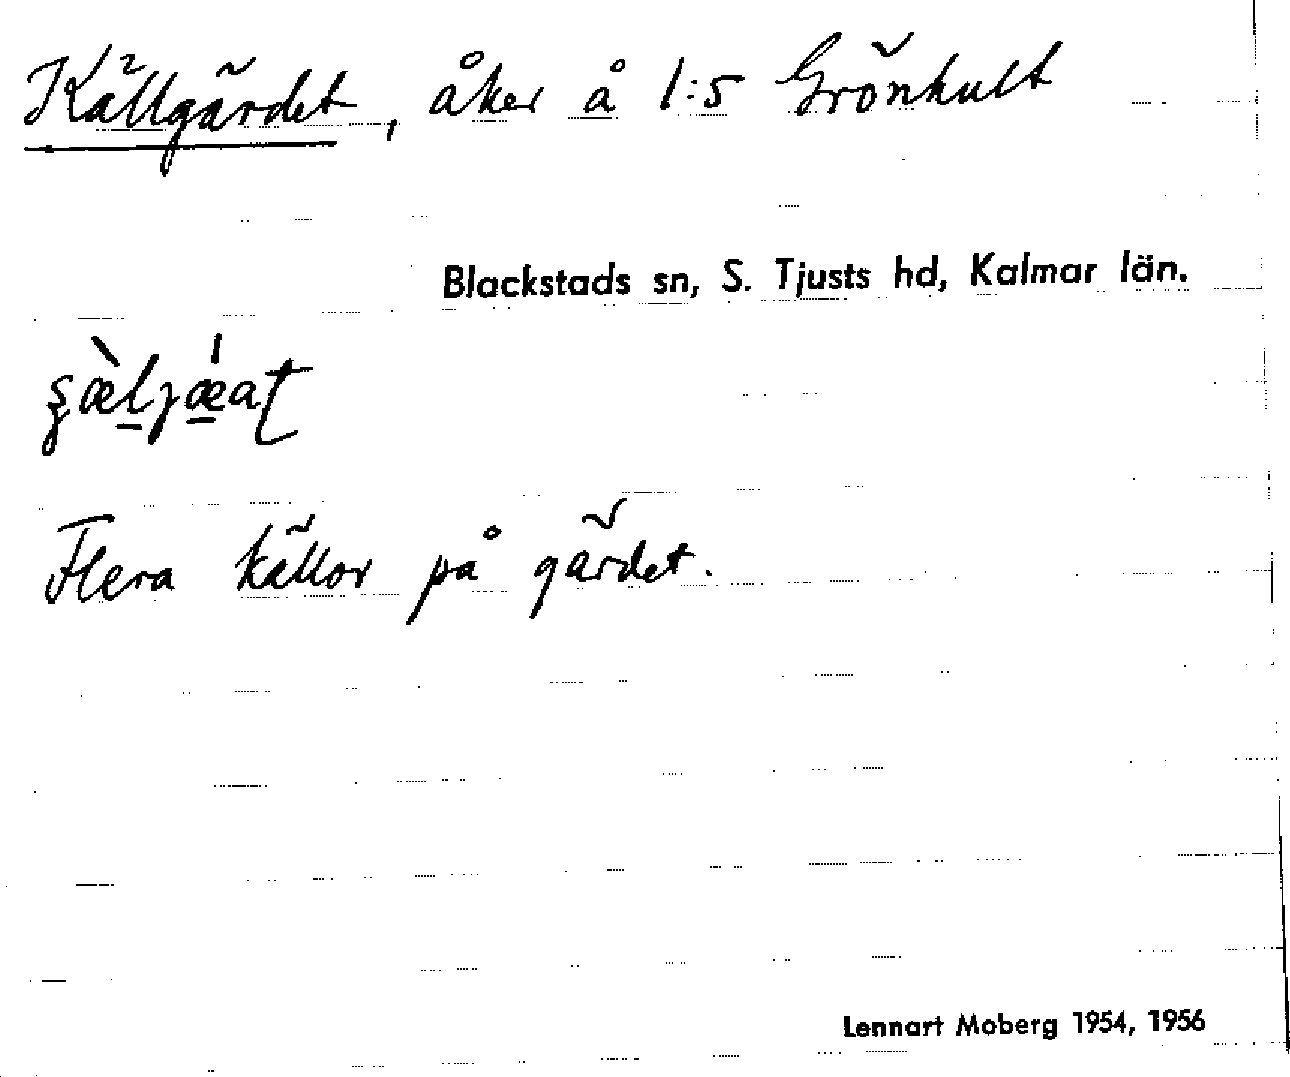 Källgärdet, åker å 1:5 Grönhult
Blackstads sn, S. Tjusts hd, Kalmar län.
Flera källor på gärdet.
Lennart Moberg 1954, 1956